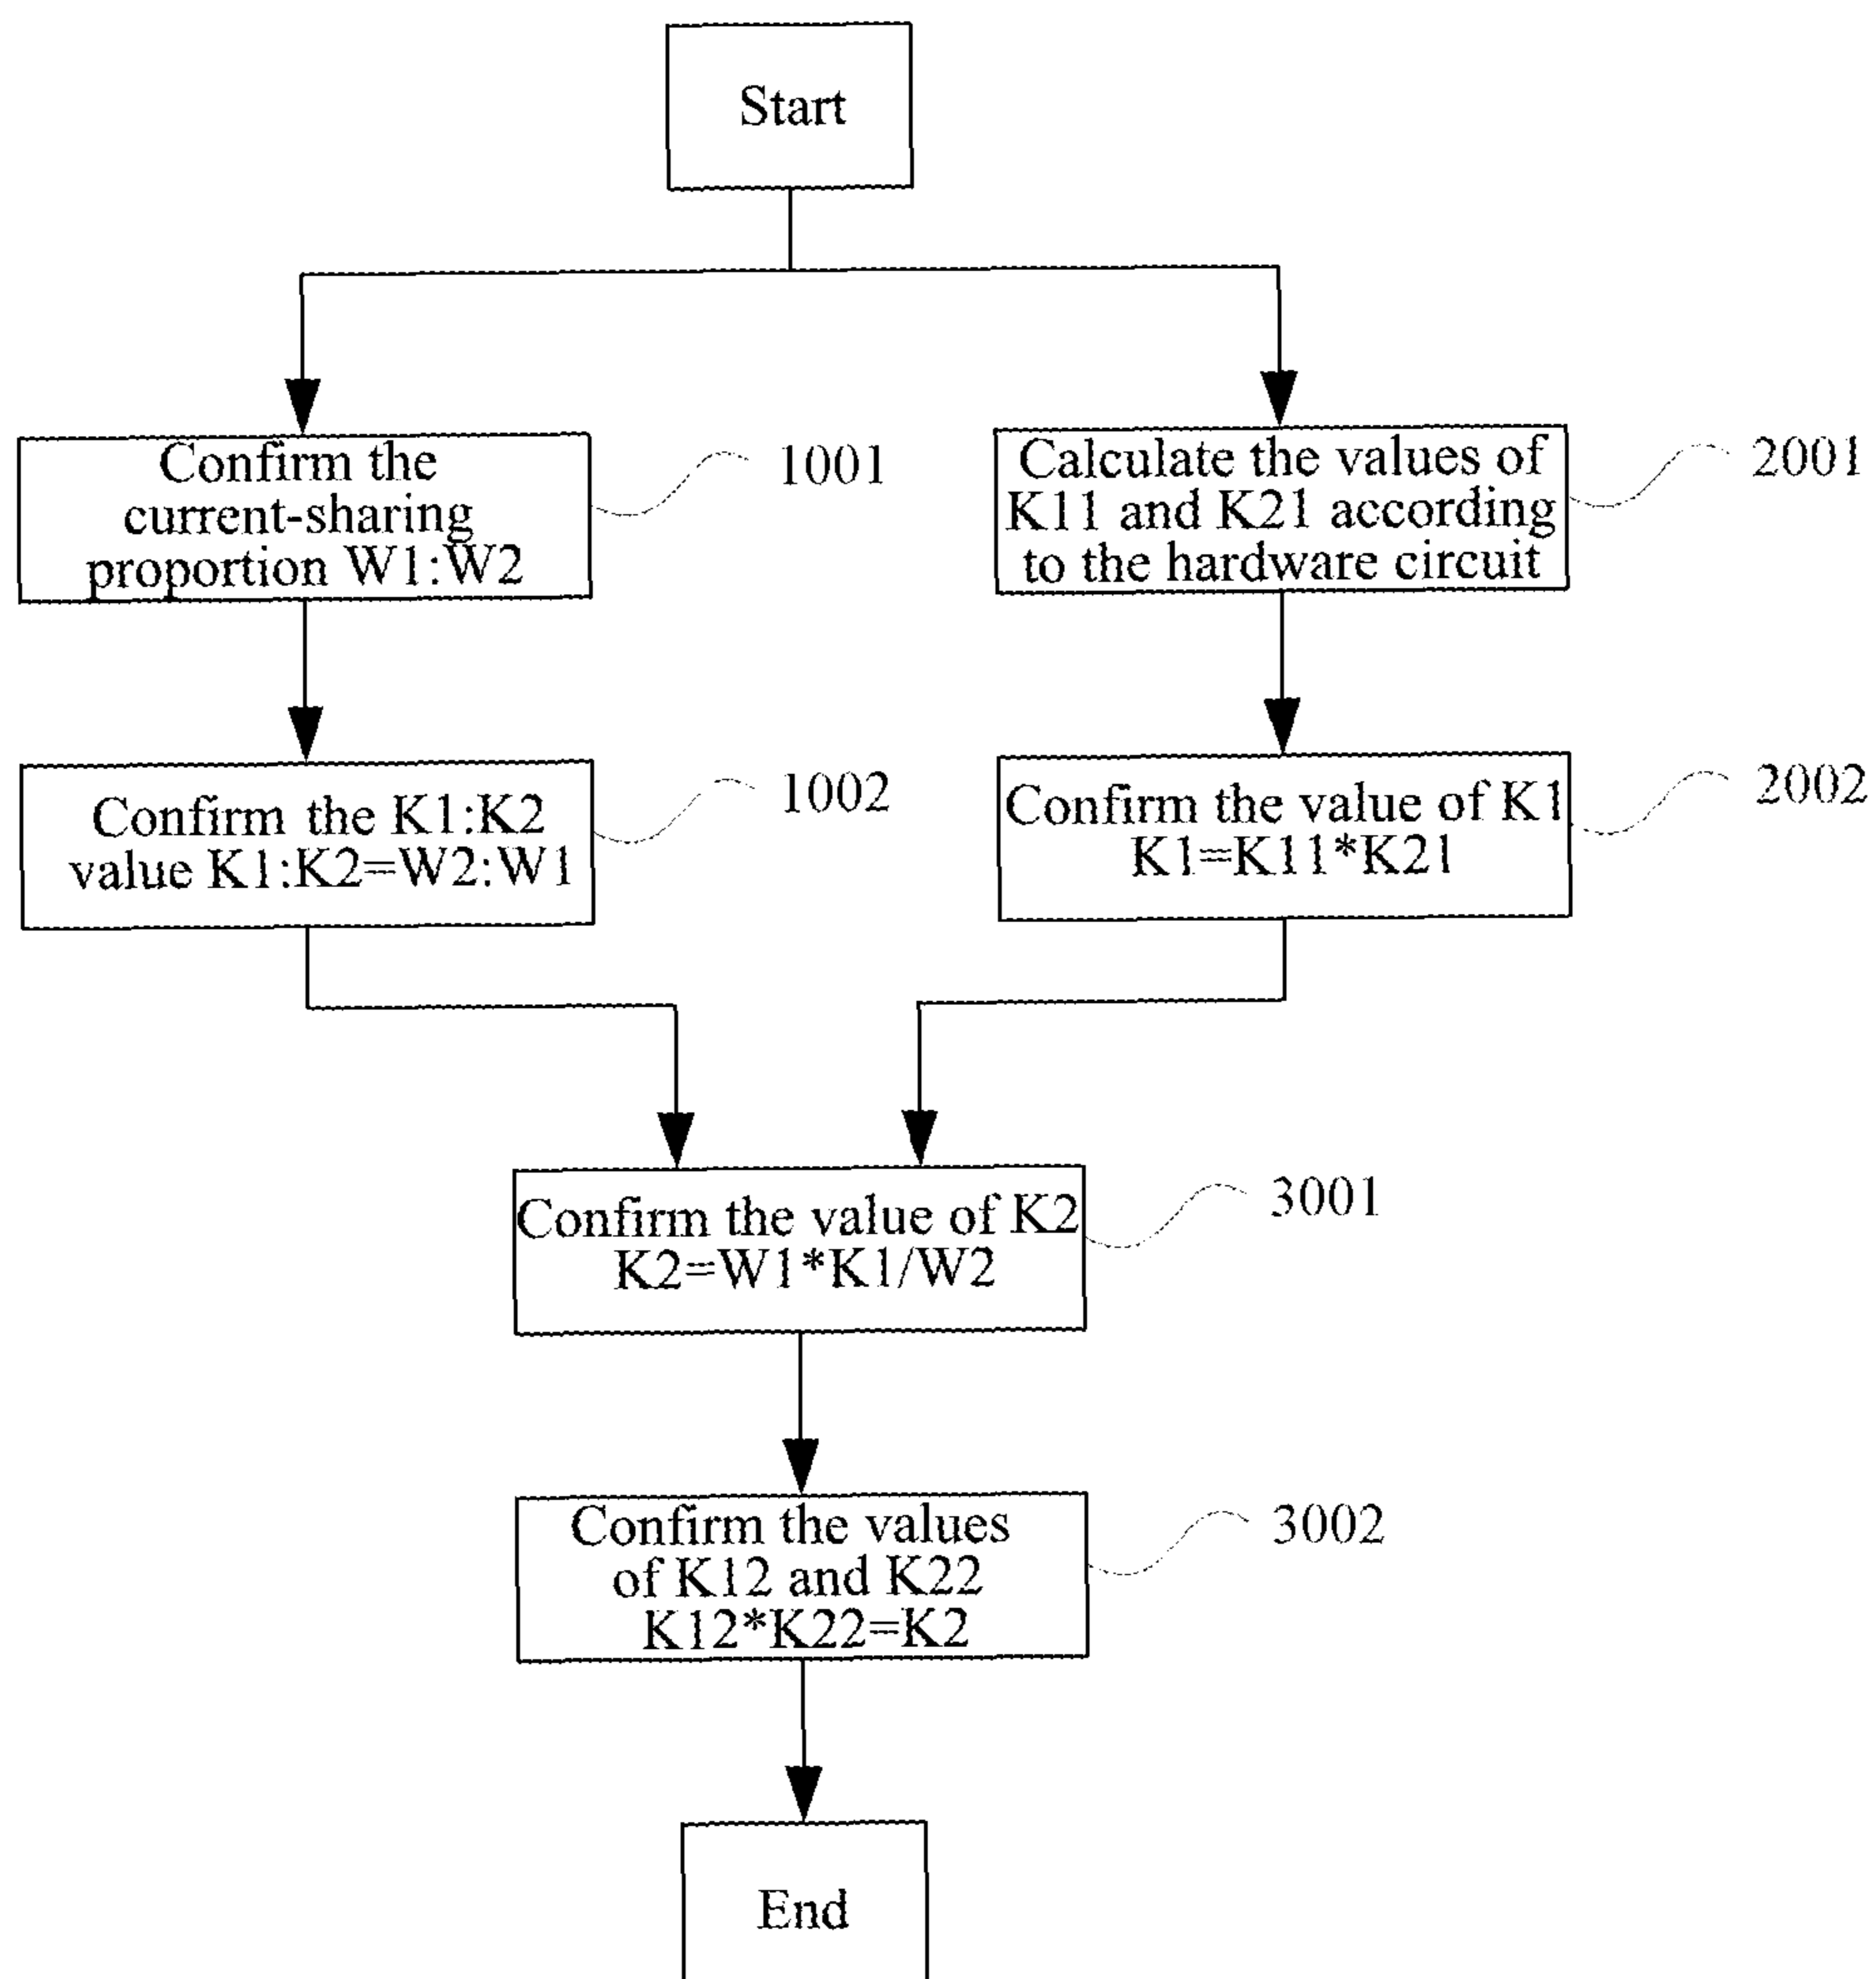 Start
Confirm the
current-sharing
proportion W1:W2
1001
Calculate the values of
K11 and K21 according
to the hardware circuit
2001
Confirm the K1:K2
value K1:K2=W2:W1
1002
Confirm the value of K1
K1=K11*K21
2002
Confirm the value of K2
K2=W1*K1/W2
3001
Confirm the values
of K12 and K22
K12*K22=K2
3002
End